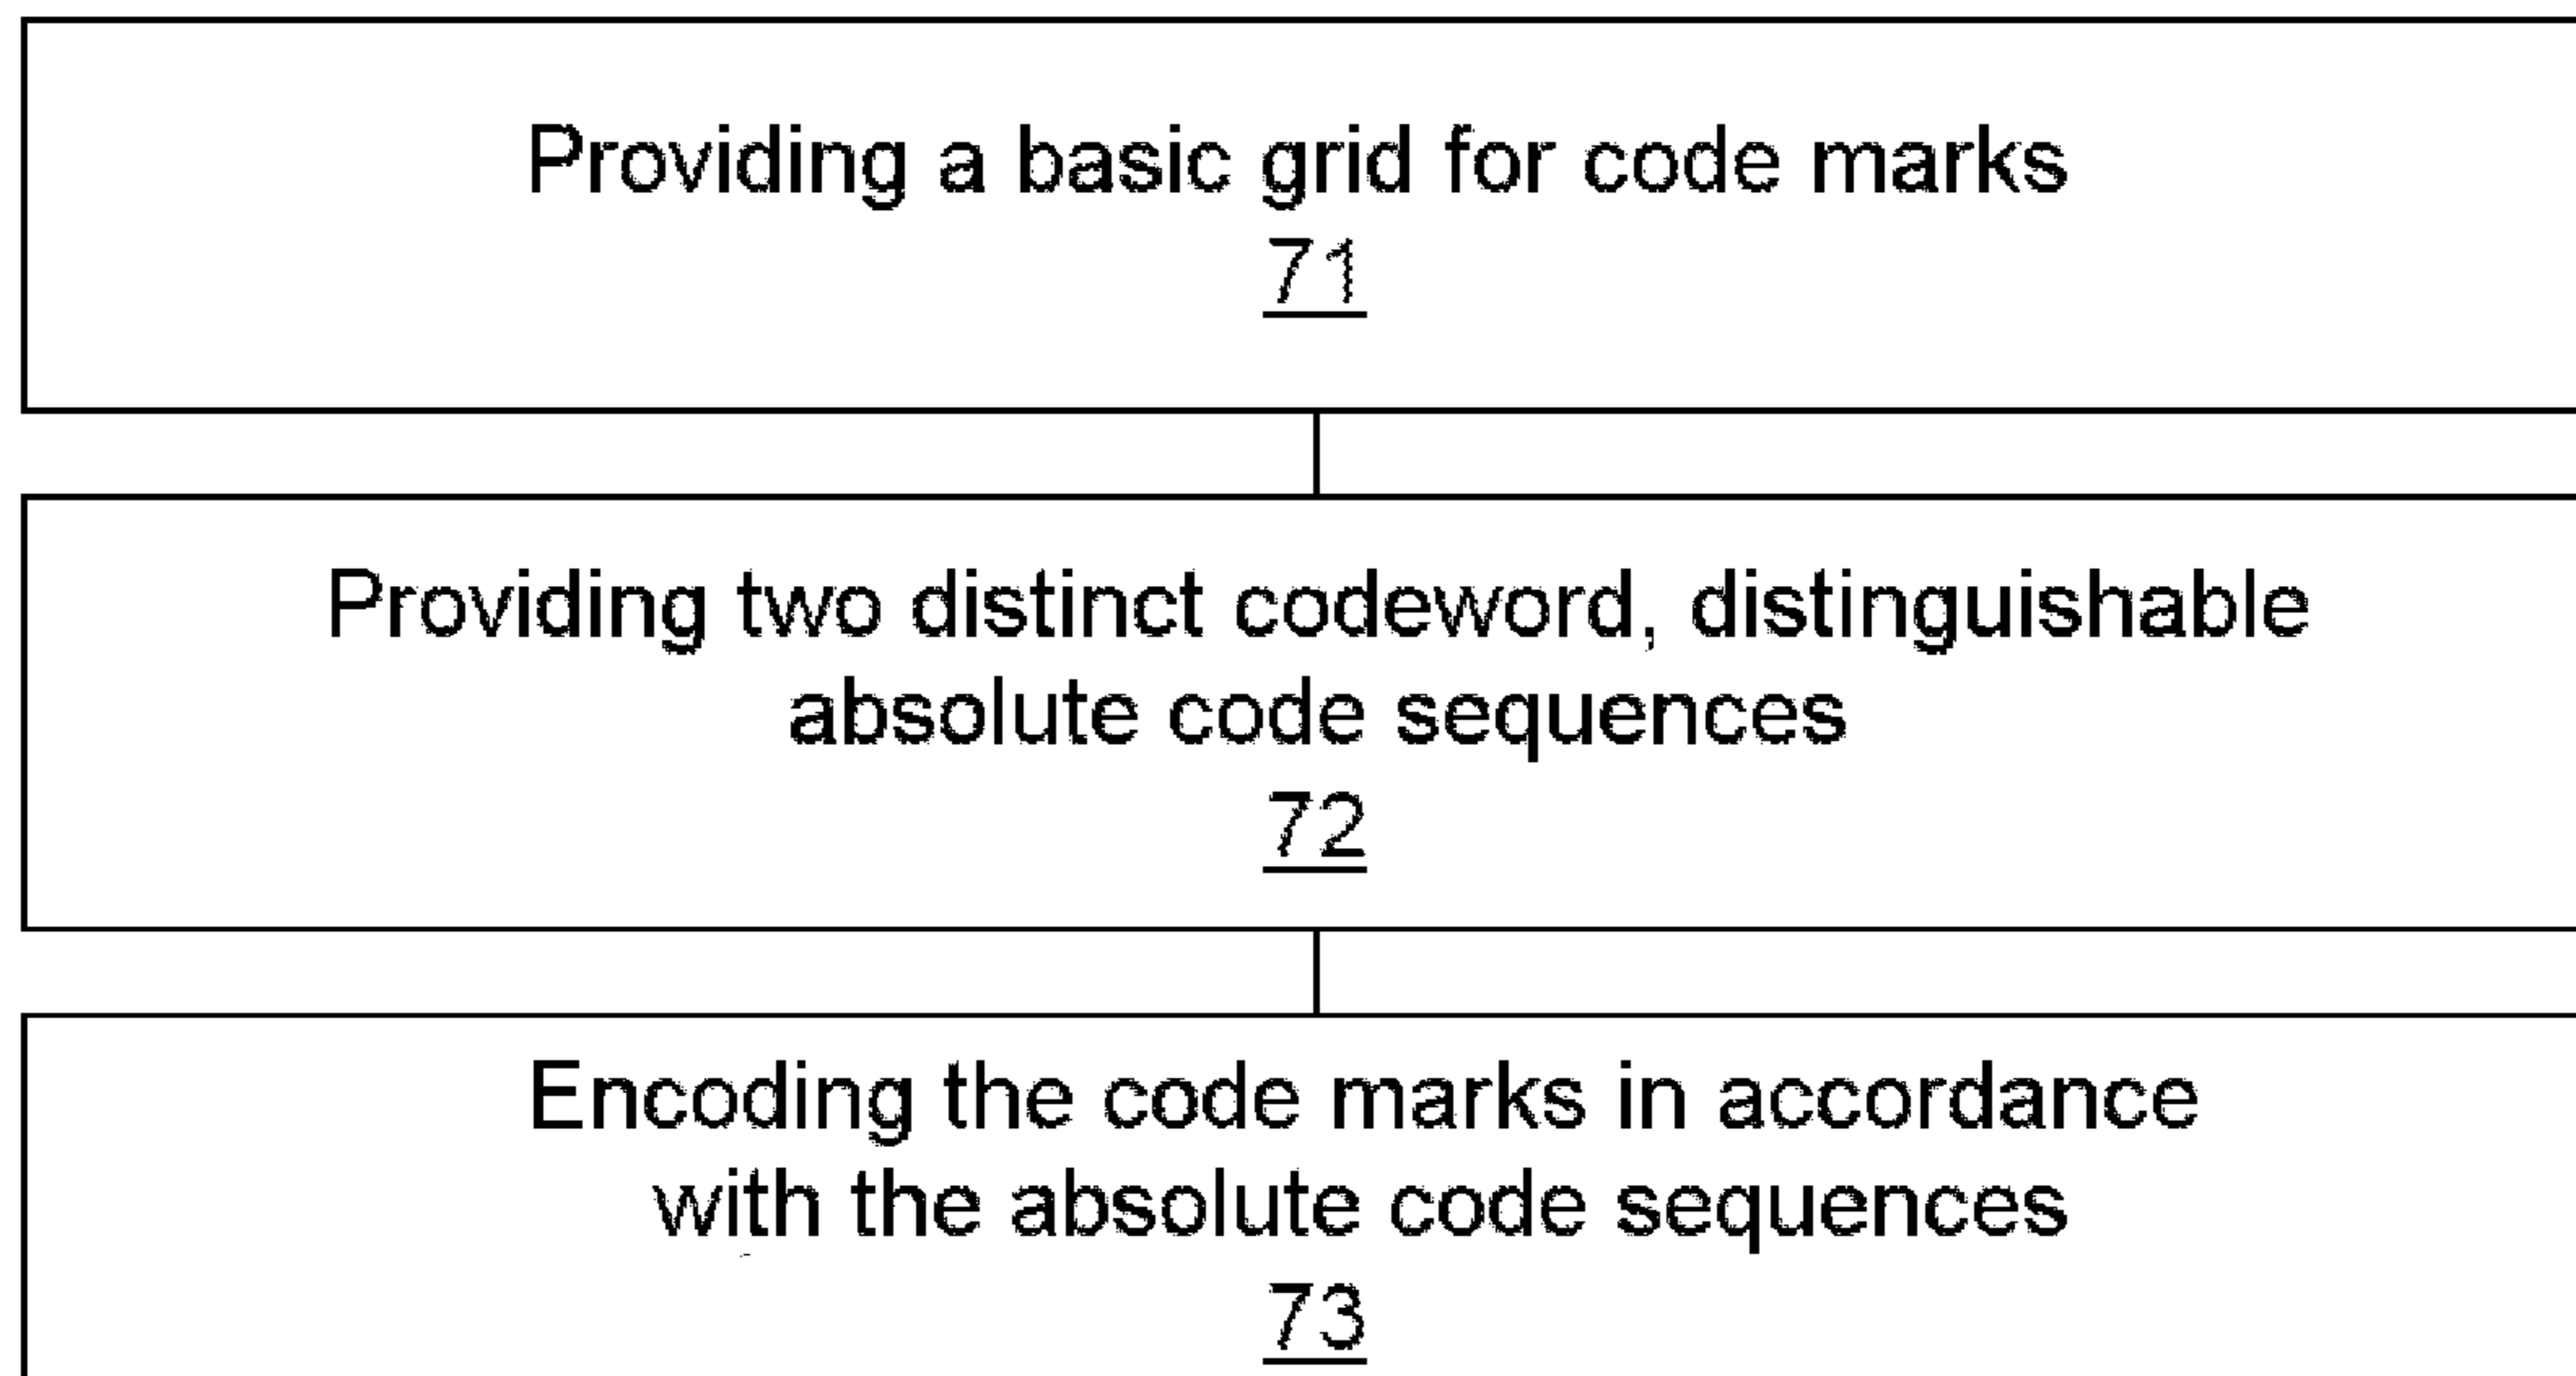 Providing a basic grid for code marks
71
Providing two distinct codeword, distinguishable
absolute code sequences
72
Encoding the code marks in accordance
with the absolute code sequences
73